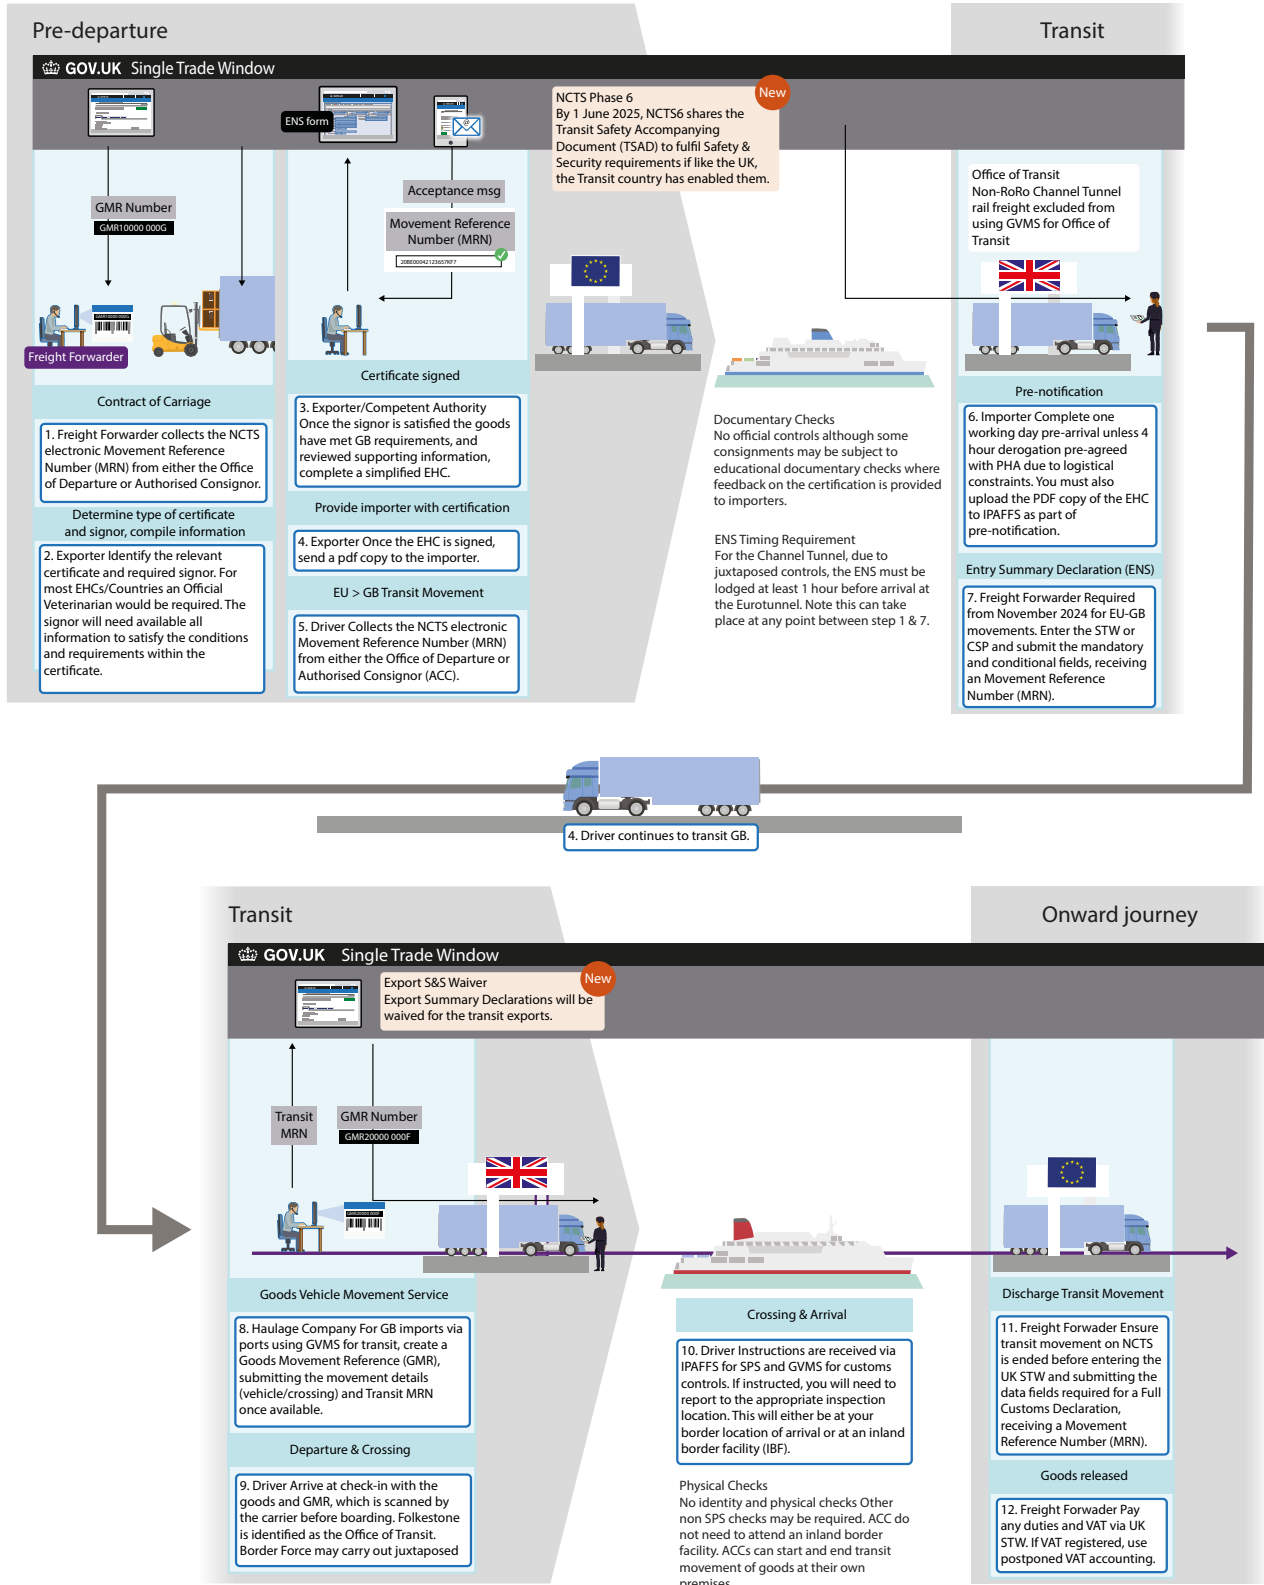 Pre-departure
Transit
GOV.UK Single Trade Window
ENS form
NCTS Phase 6
By 1 June 2025, NCTS6 shares the
Transit Safety Accompanying
Document (TSAD) to fulfil Safety &
Security requirements if like the UK,
the Transit country has enabled them.
New
GMR Number
GMR10000 000G
Acceptance msg
Movement Reference
Number (MRN)
20BE00042123657KF7
Office of Transit
Non-RoRo Channel Tunnel
rail freight excluded from
using GVMS for Office of
Transit
GMR10000 000G
Freight Forwarder
Contract of Carriage
1. Freight Forwarder collects the NCTS
electronic Movement Reference
Number (MRN) from either the Office
of Departure or Authorised Consignor.
Determine type of certificate
and signor, compile information
2. Exporter Identify the relevant
certificate and required signor. For
most EHCs/Countries an Official
Veterinarian would be required. The
signor will need available all
information to satisfy the conditions
and requirements within the
certificate.
Certificate signed
3. Exporter/Competent Authority
Once the signor is satisfied the goods
have met GB requirements, and
reviewed supporting information,
complete a simplified EHC.
Provide importer with certification
4. Exporter Once the EHC is signed,
send a pdf copy to the importer.
EU > GB Transit Movement
5. Driver Collects the NCTS electronic
Movement Reference Number (MRN)
from either the Office of Departure or
Authorised Consignor (ACC).
Documentary Checks
No official controls although some
consignments may be subject to
educational documentary checks where
feedback on the certification is provided
to importers.
ENS Timing Requirement
For the Channel Tunnel, due to
juxtaposed controls, the ENS must be
lodged at least 1 hour before arrival at
the Eurotunnel. Note this can take
place at any point between step 1 & 7.
Pre-notification
6. Importer Complete one
working day pre-arrival unless 4
hour derogation pre-agreed
with PHA due to logistical
constraints. You must also
upload the PDF copy of the EHC
to IPAFFS as part of
pre-notification.
Entry Summary Declaration (ENS)
7. Freight Forwarder Required
from November 2024 for EU-GB
movements. Enter the STW or
CSP and submit the mandatory
and conditional fields, receiving
an Movement Reference
Number (MRN).
4. Driver continues to transit GB.
Transit
Onward journey
GOV.UK Single Trade Window
Export S&S Waiver
Export Summary Declarations will be
waived for the transit exports.
New
Transit
MRN
GMR Number
GMR20000 000F
GMR20000 000F
Goods Vehicle Movement Service
8. Haulage Company For GB imports via
ports using GVMS for transit, create a
Goods Movement Reference (GMR),
submitting the movement details
(vehicle/crossing) and Transit MRN
once available.
Departure & Crossing
9. Driver Arrive at check-in with the
goods and GMR, which is scanned by
the carrier before boarding. Folkestone
is identified as the Office of Transit.
Border Force may carry out juxtaposed
Crossing & Arrival
10. Driver Instructions are received via
IPAFFS for SPS and GVMS for customs
controls. If instructed, you will need to
report to the appropriate inspection
location. This will either be at your
border location of arrival or at an inland
border facility (IBF).
Physical Checks
No identity and physical checks Other
non SPS checks may be required. ACC do
not need to attend an inland border
facility. ACCs can start and end transit
movement of goods at their own
premises
Discharge Transit Movement
11. Freight Forwader Ensure
transit movement on NCTS
is ended before entering the
UK STW and submitting the
data fields required for a Full
Customs Declaration,
receiving a Movement
Reference Number (MRN).
Goods released
12. Freight Forwader Pay
any duties and VAT via UK
STW. If VAT registered, use
postponed VAT accounting.